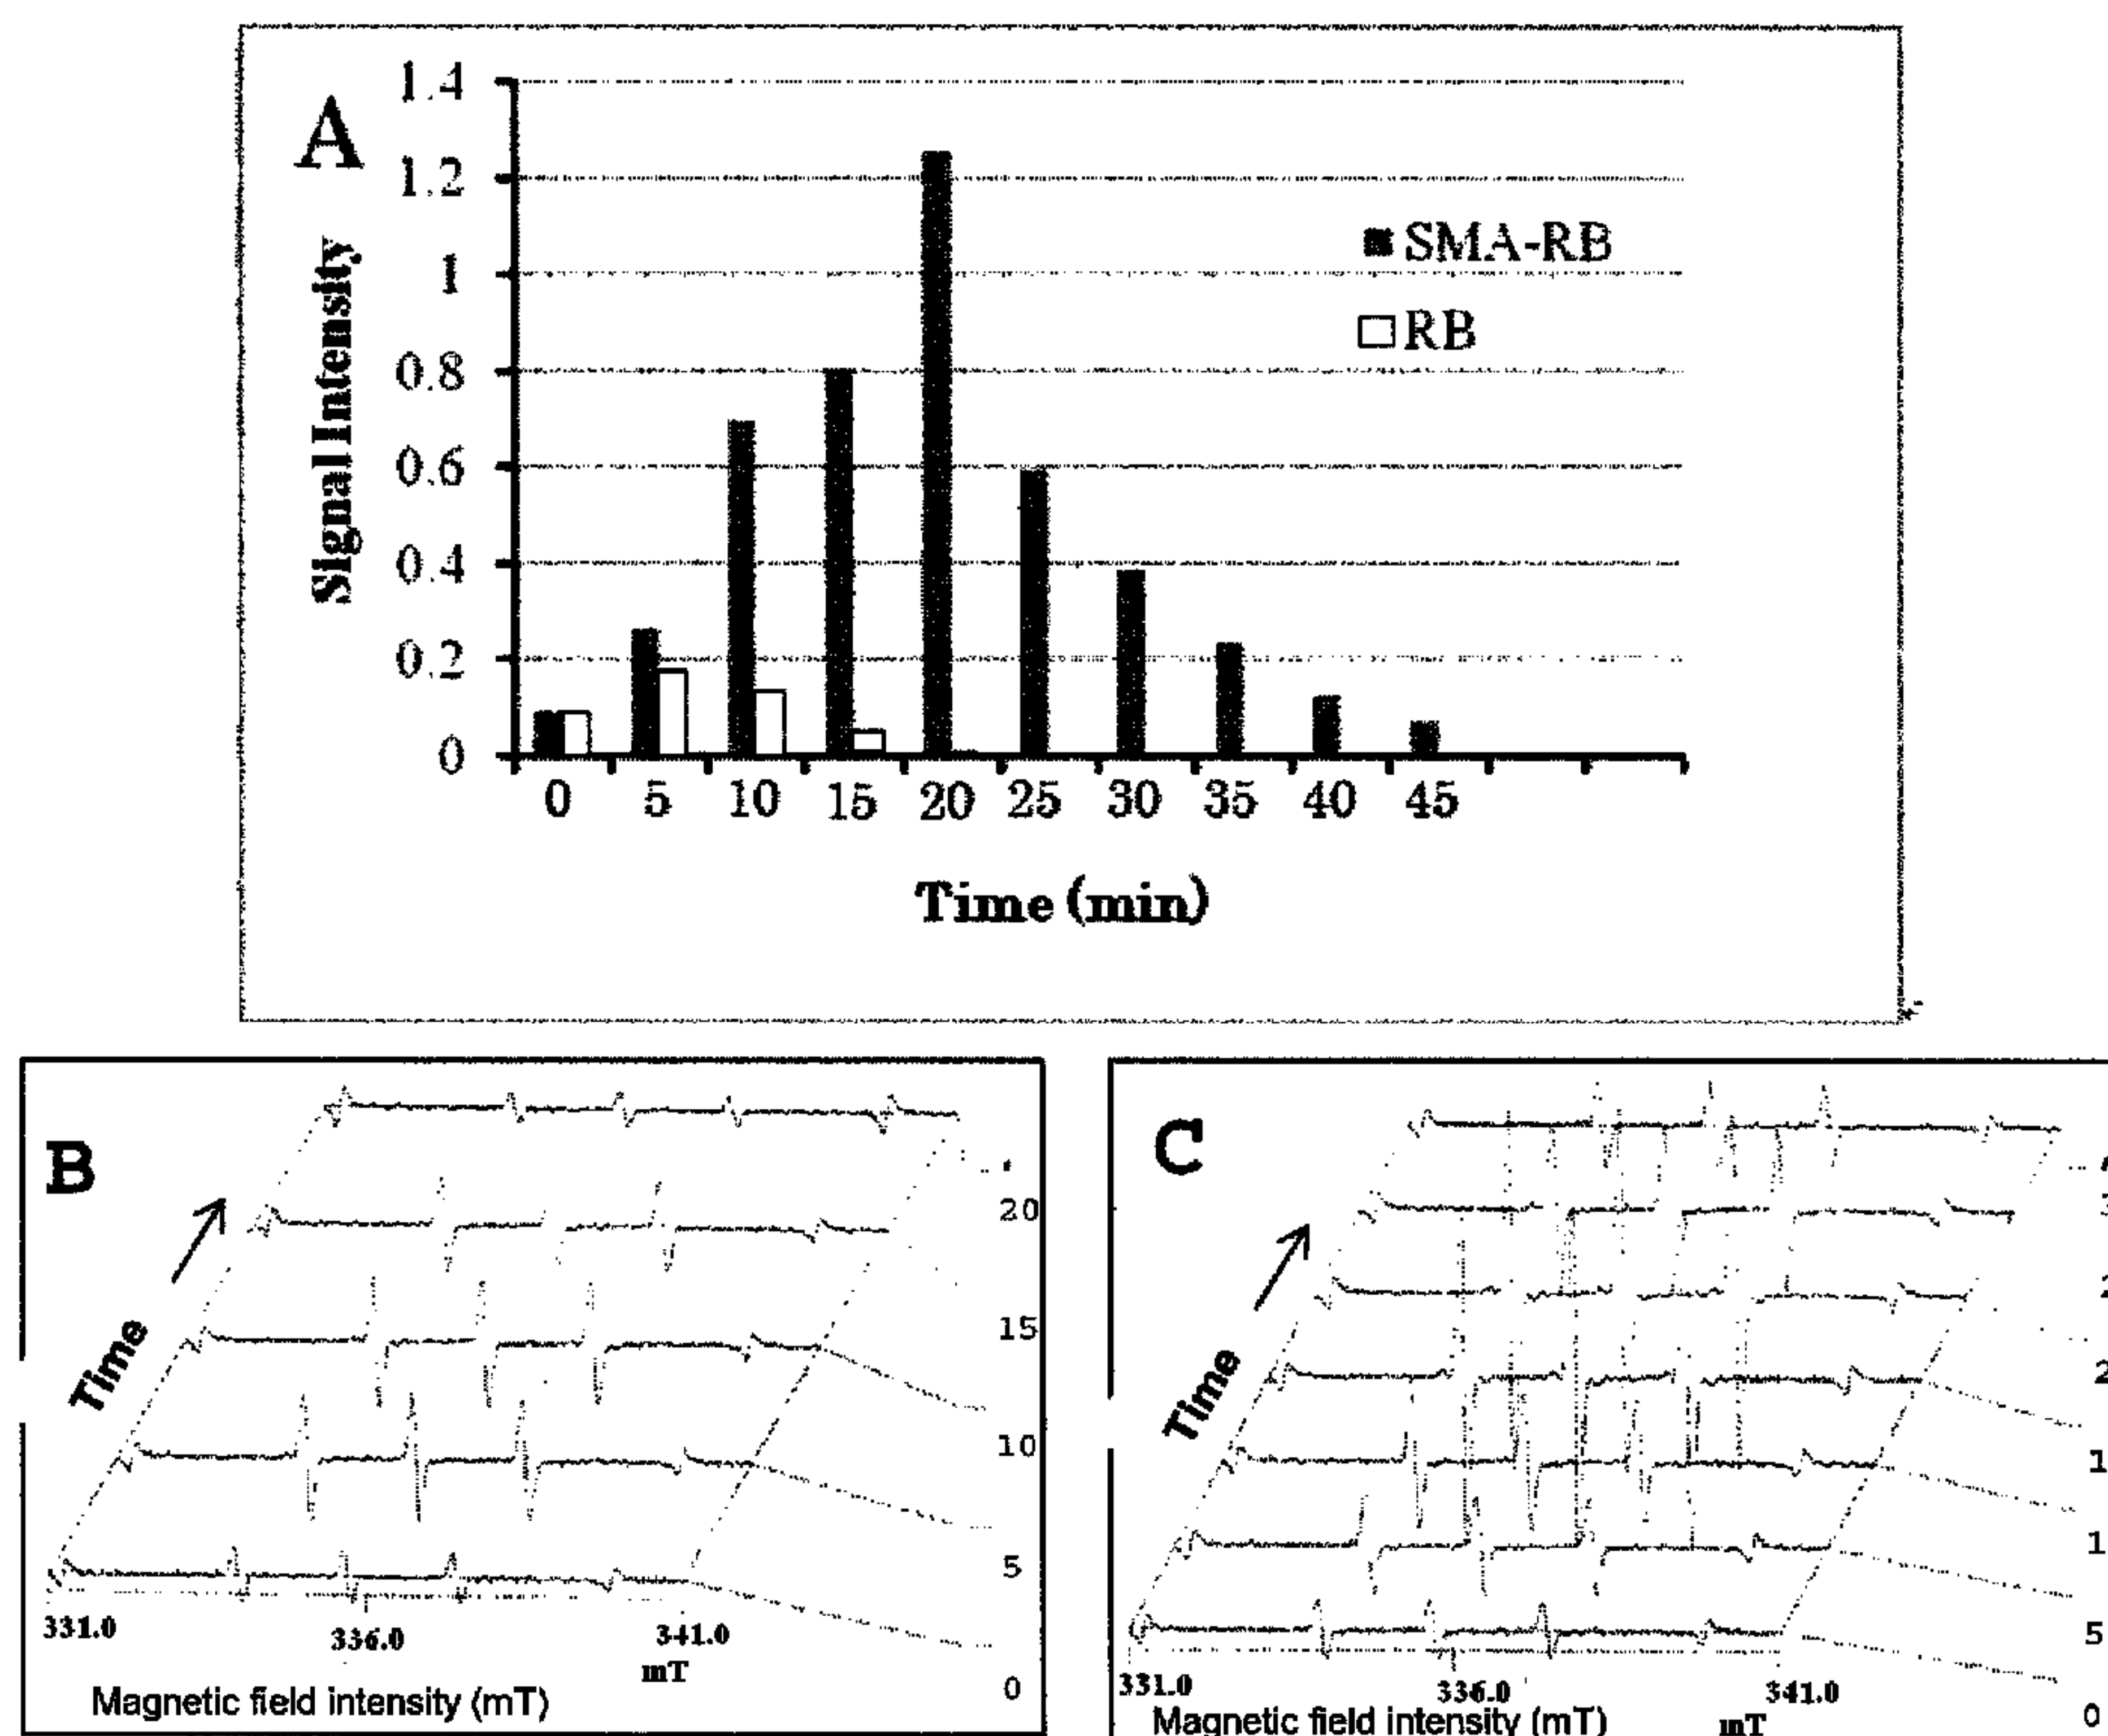 A
1.4
1.2
1
0.8
0.6
0.4
0.2
0
Signal Intensity
SMA-RB
RB
0 5 10 15 20 25 30 35 40 45
Time (min)
B
Time
20
15
10
5
0
331.0 336.0 341.0
mT
Magnetic field intensity (mT)
C
Time
5
0
331.0 336.0 341.0
mT
Magnetic field intensity (mT)